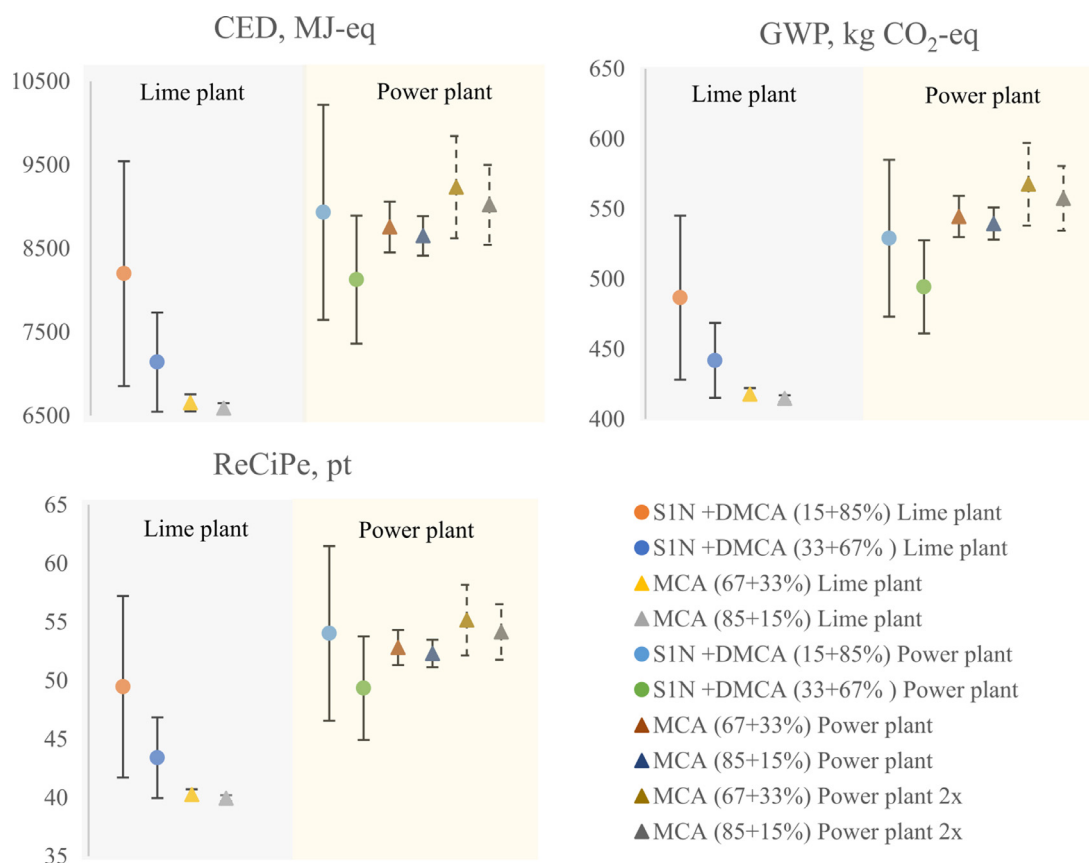 CED, MJ-eq
10500
9500
8500
7500
6500
Lime plant
Power plant
GWP, kg CO₂-eq
650
600
550
500
450
400
Lime plant
Power plant
ReCiPe, pt
65
60
55
50
45
40
35
Lime plant
Power plant
S1N +DMCA (15+85%) Lime plant
S1N +DMCA (33+67% ) Lime plant
MCA (67+33%) Lime plant
MCA (85+15%) Lime plant
S1N +DMCA (15+85%) Power plant
S1N +DMCA (33+67% ) Power plant
MCA (67+33%) Power plant
MCA (85+15%) Power plant
MCA (67+33%) Power plant 2x
MCA (85+15%) Power plant 2x